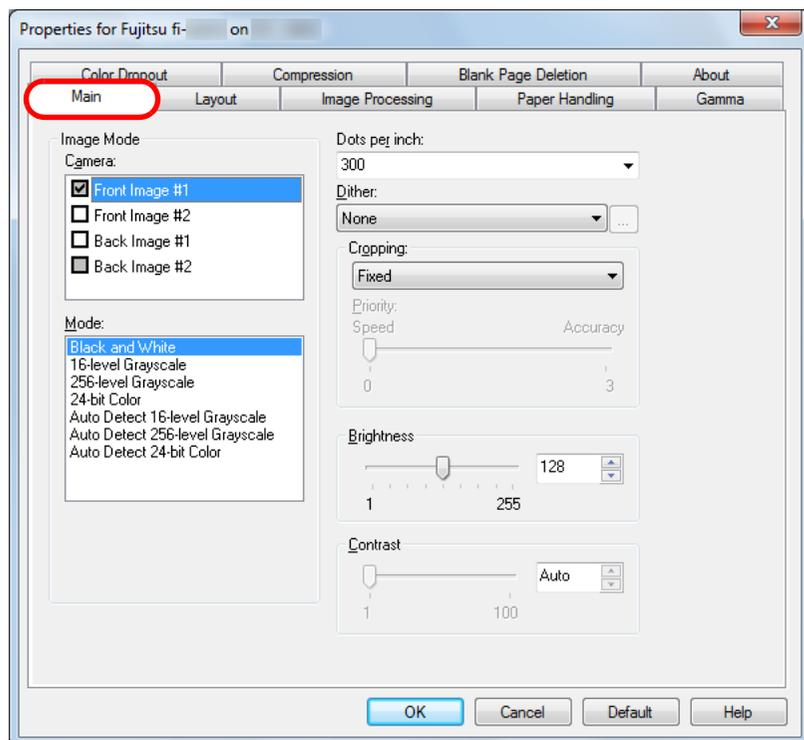 Properties for Fujitsu fi- on
Color Dropout Compression Blank Page Deletion About
Main Layout Image Processing Paper Handling Gamma
Image Mode
Camera:
Front Image #1
Front Image #2
Back Image #1
Back Image #2
Mode:
Black and White
16-level Grayscale
256-level Grayscale
24-bit Color
Auto Detect 16-level Grayscale
Auto Detect 256-level Grayscale
Auto Detect 24-bit Color
Dots per inch:
300
Dither:
None ...
Cropping:
Fixed
Priority:
Speed Accuracy
0 3
Brightness
128
1 255
Contrast
Auto
1 100
OK Cancel Default Help